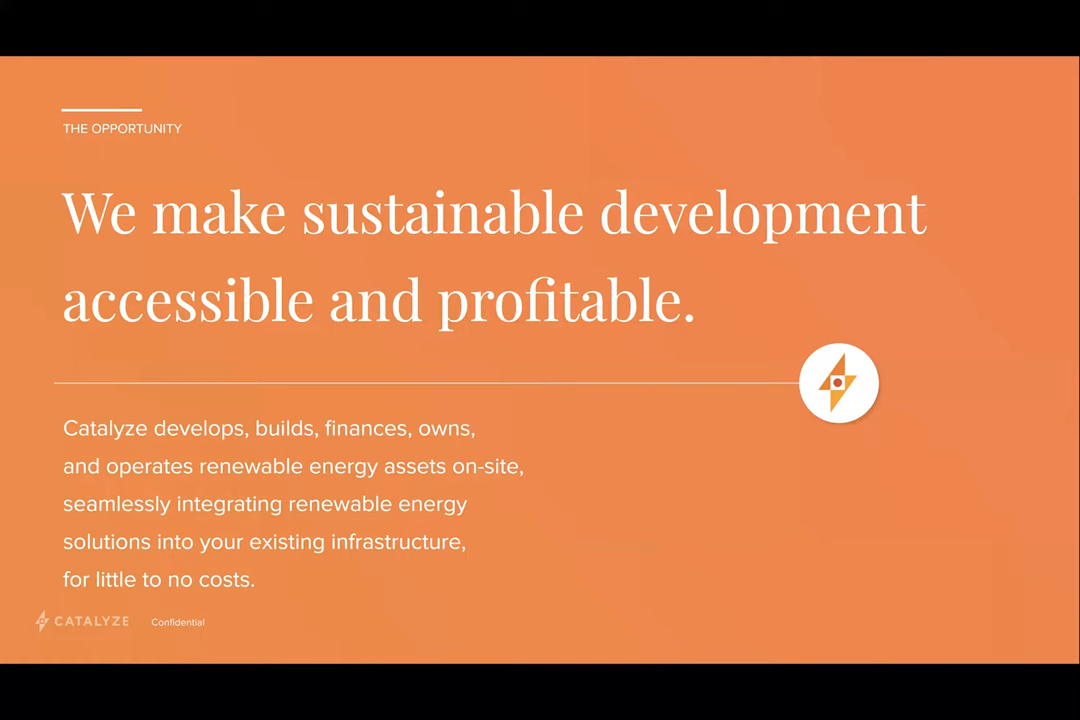 THE OPPORTUNITY
We make sustainable development
accessible and profitable.
Catalyze develops, builds, finances, owns,
and operates renewable energy assets on-site,
seamlessly integrating renewable energy
solutions into your existing infrastructure,
for little to no costs.
CATALYZE Confidential